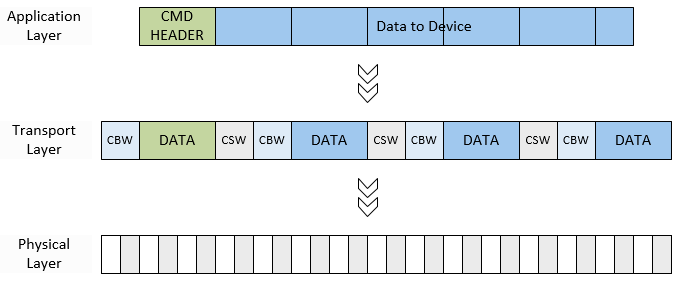 Application
Layer
CMD
HEADER
Data to Device
Transport
Layer
CBW
DATA
CSW
CBW
DATA
CSW
CBW
DATA
CSW
CBW
DATA
Physical
Layer